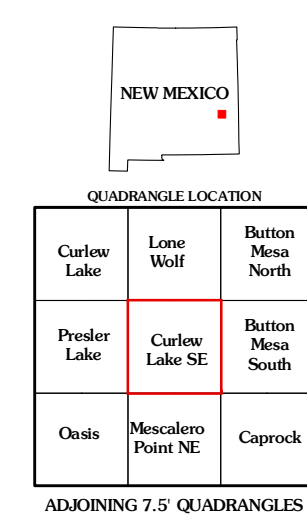 NEW MEXICO
QUADRANGLE LOCATION
Curlew
Lake
Lone
Wolf
Button
Mesa
North
Presler
Lake
Curlew
Lake SE
Button
Mesa
South
Oasis
Mescalero
Point NE
Caprock
ADJOINING 7.5' QUADRANGLES